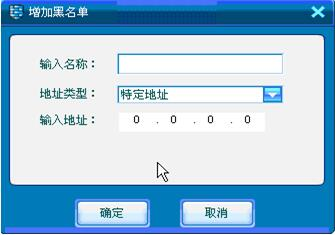 增加黑名单
输入名称：
地址类型： 特定地址
输入地址： 0 . 0 . 0 . 0
确定 取消